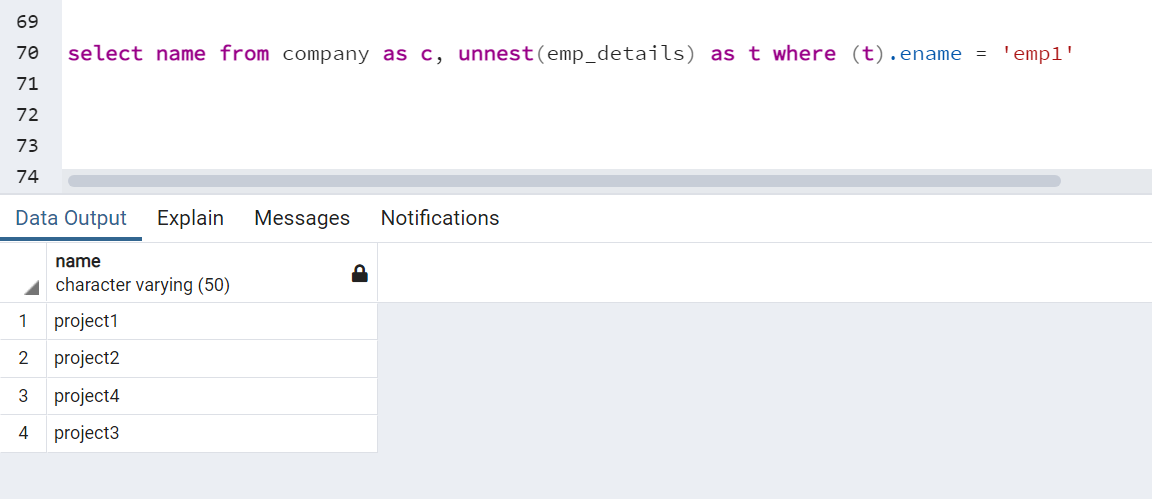 69
70 select name from company as c, unnest(emp_details) as t where (t).ename = 'emp1'
71
72
73
74
Data Output Explain Messages Notifications
name
character varying (50)
1 project1
2 project2
3 project4
4 project3